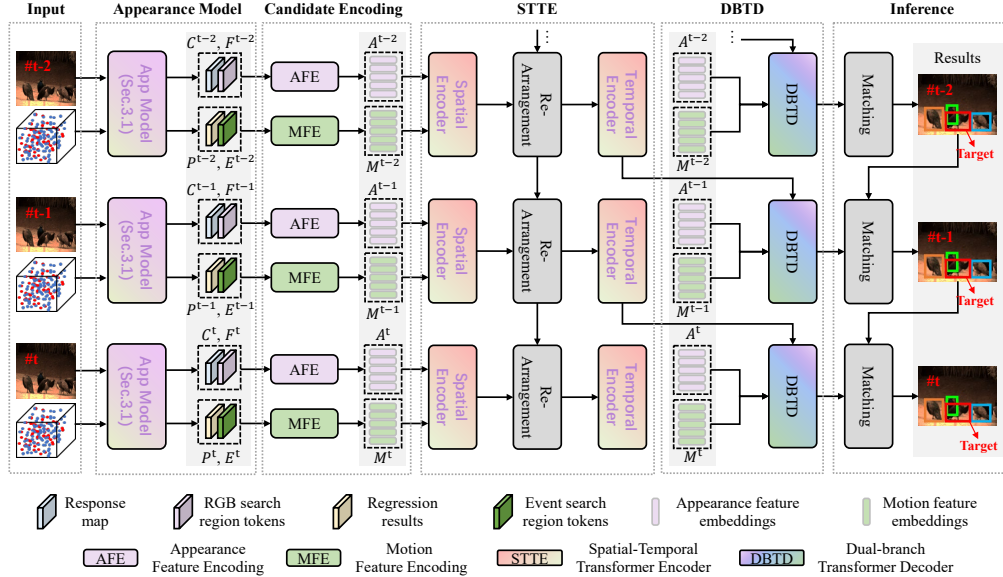 Input
Appearance Model
Candidate Encoding
STTE
DBTD
Inference
#t-2
App Model
(Sec.3.1)
C^{t-2}, F^{t-2}
P^{t-2}, E^{t-2}
AFE
MFE
A^{t-2}
M^{t-2}
Spatial
Encoder
Re-
Arrangement
Temporal
Encoder
A^{t-2}
M^{t-2}
DBTD
Matching
Results
#t-2
Target
#t-1
App Model
(Sec.3.1)
C^{t-1}, F^{t-1}
P^{t-1}, E^{t-1}
AFE
MFE
A^{t-1}
M^{t-1}
Spatial
Encoder
Re-
Arrangement
Temporal
Encoder
A^{t-1}
M^{t-1}
DBTD
Matching
#t-1
Target
#t
App Model
(Sec.3.1)
C^t, F^t
P^t, E^t
AFE
MFE
A^t
M^t
Spatial
Encoder
Re-
Arrangement
Temporal
Encoder
A^t
M^t
DBTD
Matching
#t
Target
Response
map
RGB search
region tokens
Regression
results
Event search
region tokens
Appearance feature
embeddings
Motion feature
embeddings
AFE
Appearance
Feature Encoding
MFE
Motion
Feature Encoding
STTE
Spatial-Temporal
Transformer Encoder
DBTD
Dual-branch
Transformer Decoder